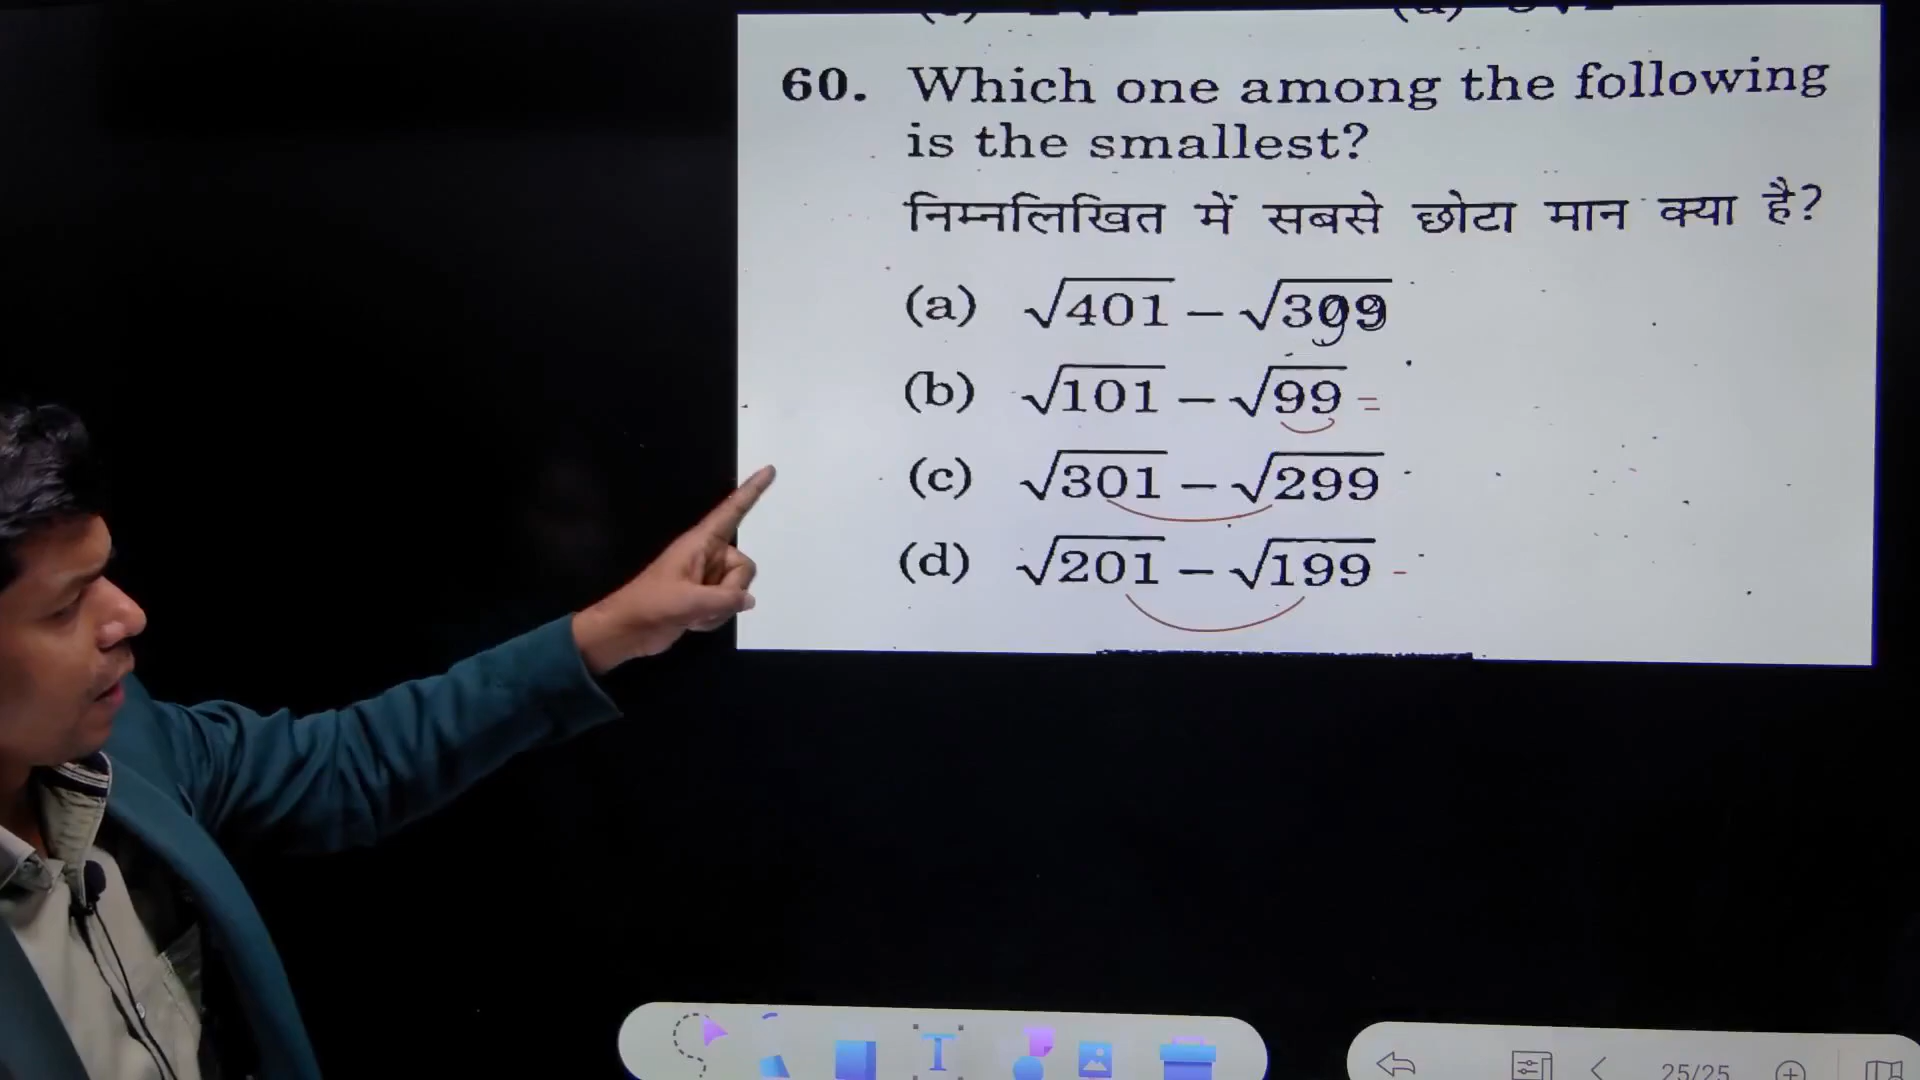 60. Which one among the following
is the smallest?
निम्नलिखित में सबसे छोटा मान क्या है?
(a) √401 – √399
(b) √101 – √99 =
(c) √301 – √299
(d) √201 – √199 -
T
25/25